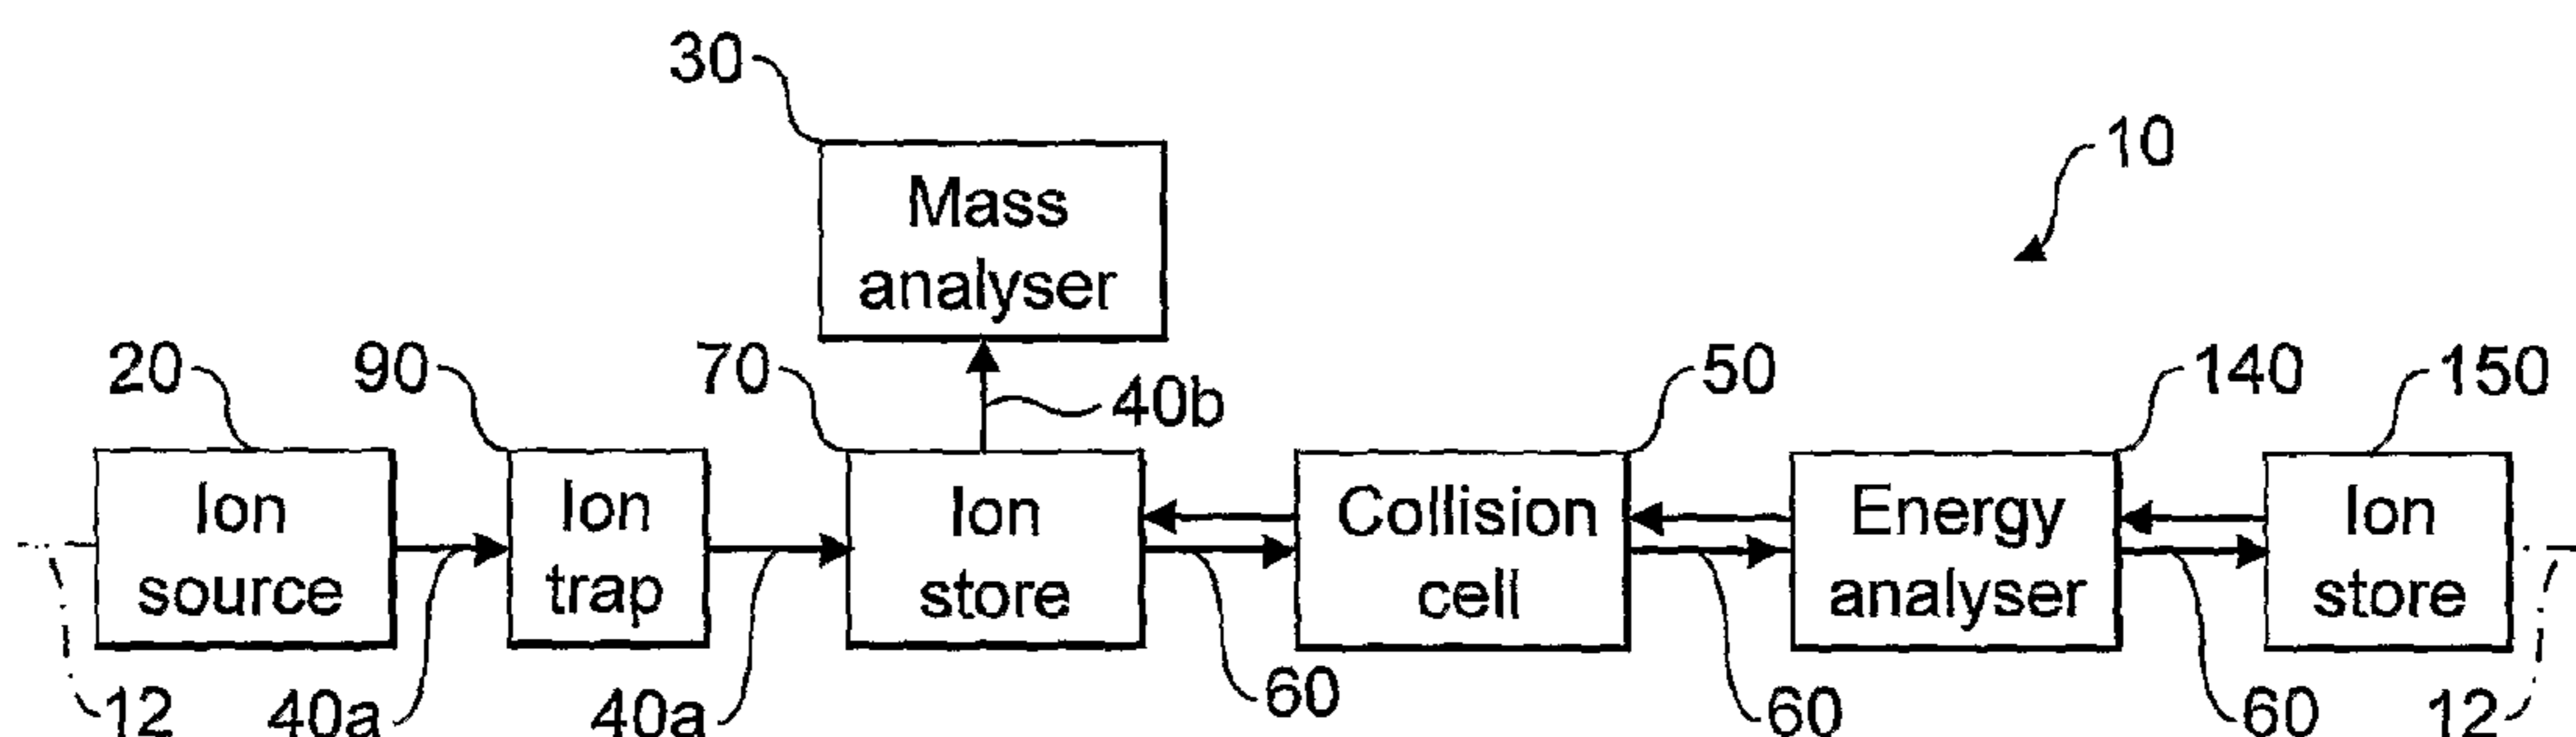 30
Mass
analyser
10
20
90
70
40b
50
140
150
Ion
source
Ion
trap
Ion
store
Collision
cell
Energy
analyser
Ion
store
12
40a
40a
60
60
60
12